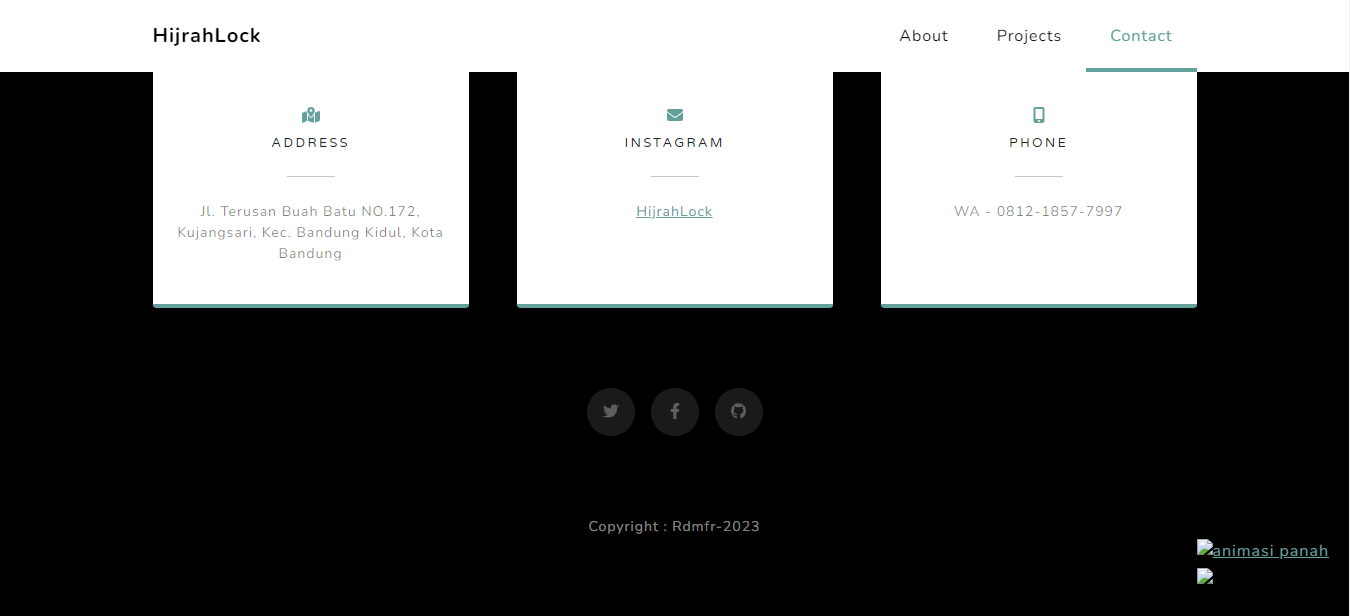 HijrahLock
About
Projects
Contact
ADDRESS
Jl. Terusan Buah Batu NO.172,
Kujangsari, Kec. Bandung Kidul, Kota
Bandung
INSTAGRAM
HijrahLock
PHONE
WA - 0812-1857-7997
Copyright : Rdmfr-2023
animasi panah